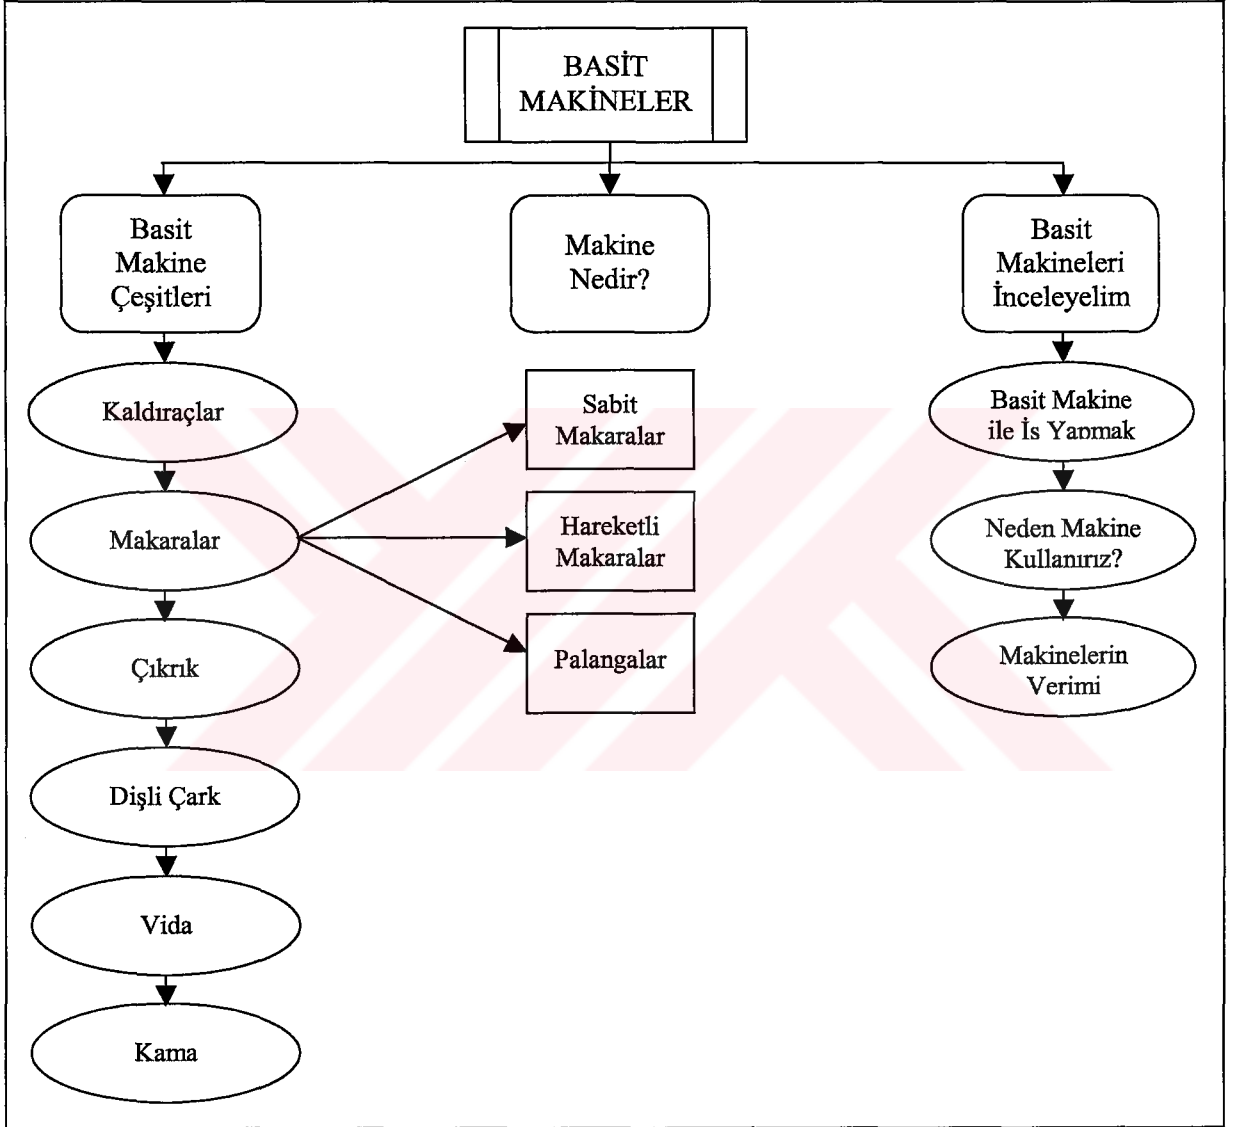 BASİT
MAKİNELER
Basit
Makine
Çeşitleri
Makine
Nedir?
Basit
Makineleri
İnceleyelim
Kaldıraçlar
Makaralar
Çıkrık
Dişli Çark
Vida
Kama
Sabit
Makaralar
Hareketli
Makaralar
Palangalar
Basit Makine
ile İş Yapmak
Neden Makine
Kullanırız?
Makinelerin
Verimi